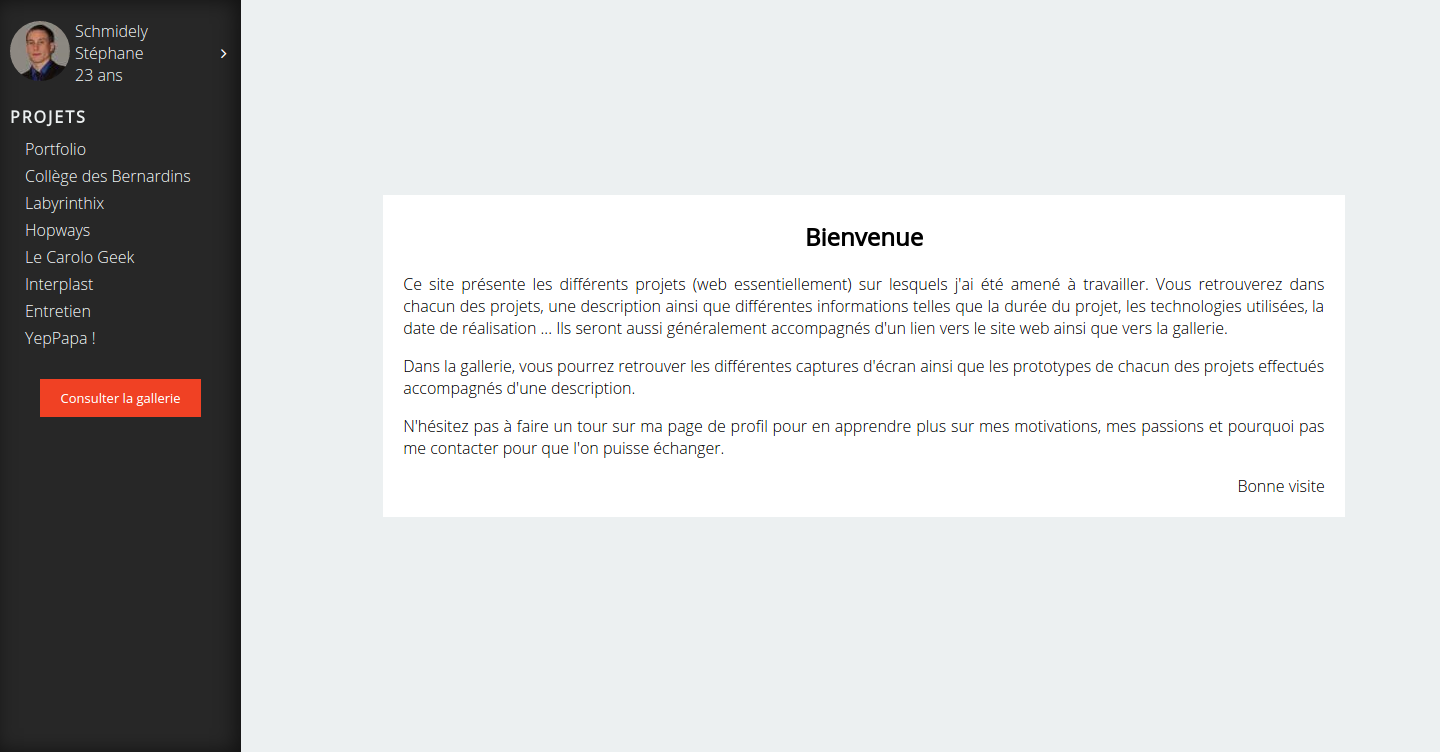 Schmidely
Stéphane
23 ans
PROJETS
Portfolio
Collège des Bernardins
Labyrinthix
Hopways
Le Carolo Geek
Interplast
Entretien
YepPapa !
Consulter la gallerie
Bienvenue
Ce site présente les différents projets (web essentiellement) sur lesquels j'ai été amené à travailler. Vous retrouverez dans
chacun des projets, une description ainsi que différentes informations telles que la durée du projet, les technologies utilisées, la
date de réalisation ... Ils seront aussi généralement accompagnés d'un lien vers le site web ainsi que vers la gallerie.
Dans la gallerie, vous pourrez retrouver les différentes captures d'écran ainsi que les prototypes de chacun des projets effectués
accompagnés d'une description.
N'hésitez pas à faire un tour sur ma page de profil pour en apprendre plus sur mes motivations, mes passions et pourquoi pas
me contacter pour que l'on puisse échanger.
Bonne visite